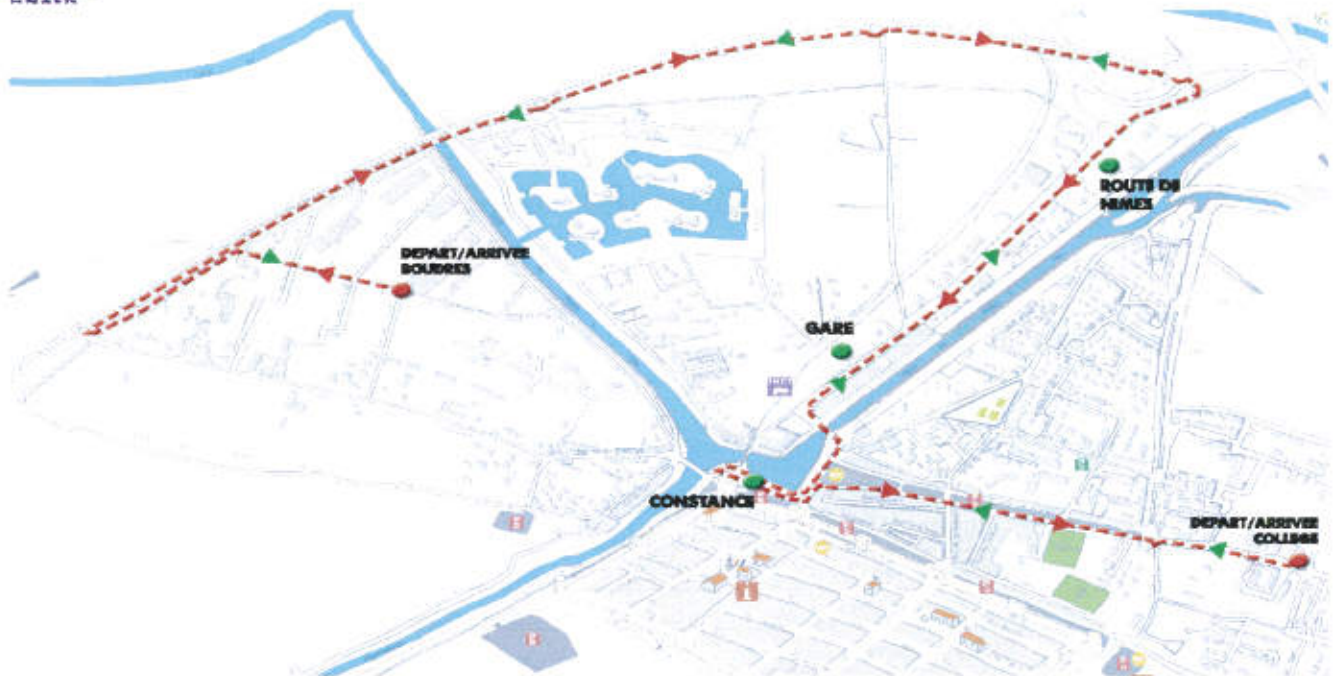 ROUTE DE
NIMES
DEPART/ARRIVEE
BOUDRES
GARE
CONSTANCE
DEPART/ARRIVEE
COLLEGE